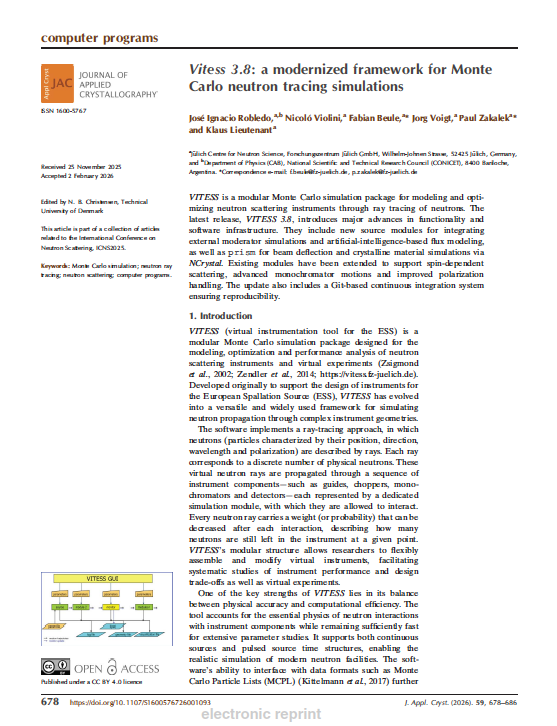 computer programs
JOURNAL OF
APPLIED
CRYSTALLOGRAPHY
ISSN 1600-5767
Received 25 November 2025
Accepted 2 February 2026
Edited by N. B. Christensen, Technical
University of Denmark
This article is part of a collection of articles
related to the International Conference on
Neutron Scattering, ICNS2025.
Keywords: Monte Carlo simulation; neutron ray
tracing; neutron scattering; computer programs.
VITESS GUI
OPEN ACCESS
Published under a CC BY 4.0 licence
Vitess 3.8: a modernized framework for Monte
Carlo neutron tracing simulations
José Ignacio Robledo,a,b Nicoló Violini,a Fabian Beule,a* Jorg Voigt,a Paul Zakaleka*
and Klaus Lieutenanta
aJülich Centre for Neutron Science, Forschungszentrum Jülich GmbH, Wilhelm-Johnen Strasse, 52425 Jülich, Germany,
and bDepartment of Physics (CAB), National Scientific and Technical Research Council (CONICET), 8400 Bariloche,
Argentina. *Correspondence e-mail: f.beule@fz-juelich.de, p.zakalek@fz-juelich.de
VITESS is a modular Monte Carlo simulation package for modeling and opti-
mizing neutron scattering instruments through ray tracing of neutrons. The
latest release, VITESS 3.8, introduces major advances in functionality and
software infrastructure. They include new source modules for integrating
external moderator simulations and artificial-intelligence-based flux modeling,
as well as prism for beam deflection and crystalline material simulations via
NCrystal. Existing modules have been extended to support spin-dependent
scattering, advanced monochromator motions and improved polarization
handling. The update also includes a Git-based continuous integration system
ensuring reproducibility.
1. Introduction
VITESS (virtual instrumentation tool for the ESS) is a
modular Monte Carlo simulation package designed for the
modeling, optimization and performance analysis of neutron
scattering instruments and virtual experiments (Zsigmond
et al., 2002; Zendler et al., 2014; https://vitess.fz-juelich.de).
Developed originally to support the design of instruments for
the European Spallation Source (ESS), VITESS has evolved
into a versatile and widely used framework for simulating
neutron propagation through complex instrument geometries.
The software implements a ray-tracing approach, in which
neutrons (particles characterized by their position, direction,
wavelength and polarization) are described by rays. Each ray
corresponds to a discrete number of physical neutrons. These
virtual neutron rays are propagated through a sequence of
instrument components—such as guides, choppers, mono-
chromators and detectors—each represented by a dedicated
simulation module, with which they are allowed to interact.
Every neutron ray carries a weight (or probability) that can be
decreased after each interaction, describing how many
neutrons are still left in the instrument at a given point.
VITESS's modular structure allows researchers to flexibly
assemble and modify virtual instruments, facilitating
systematic studies of instrument performance and design
trade-offs as well as virtual experiments.
One of the key strengths of VITESS lies in its balance
between physical accuracy and computational efficiency. The
tool accounts for the essential physics of neutron interactions
with instrument components while remaining sufficiently fast
for extensive parameter studies. It supports both continuous
sources and pulsed source time structures, enabling the
realistic simulation of modern neutron facilities. The soft-
ware's ability to interface with data formats such as Monte
Carlo Particle Lists (MCPL) (Kittelmann et al., 2017) further
678 https://doi.org/10.1107/S1600576726001093
J. Appl. Cryst. (2026). 59, 678–686
electronic reprint